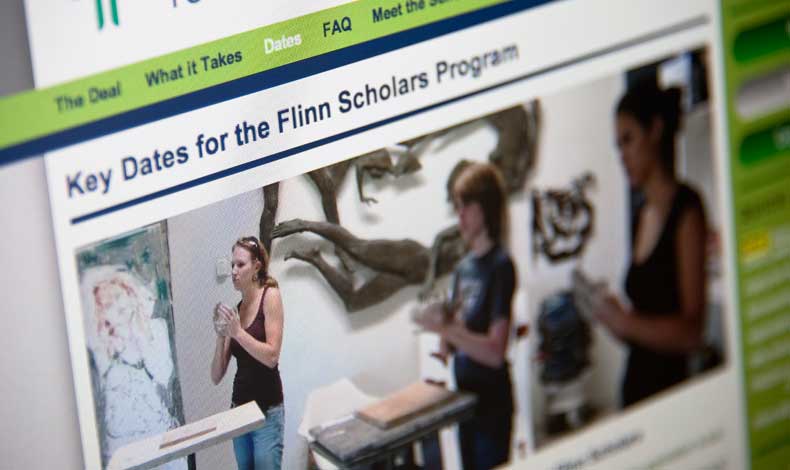 The Deal What it Takes Dates FAQ Meet the
Key Dates for the Flinn Scholars Program